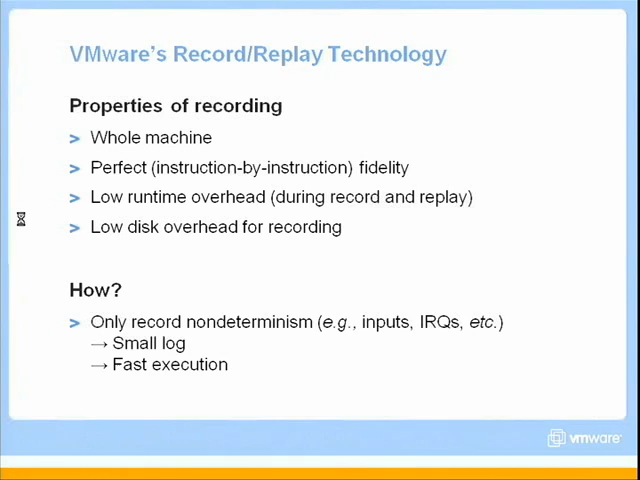 VMware's Record/Replay Technology
Properties of recording
> Whole machine
> Perfect (instruction-by-instruction) fidelity
> Low runtime overhead (during record and replay)
> Low disk overhead for recording
How?
> Only record nondeterminism (e.g., inputs, IRQs, etc.)
→ Small log
→ Fast execution
vmware